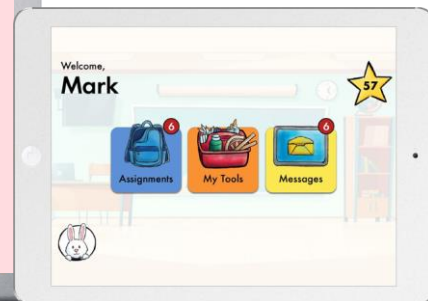 Welcome,
Mark
57
6
6
Assignments
My Tools
Messages